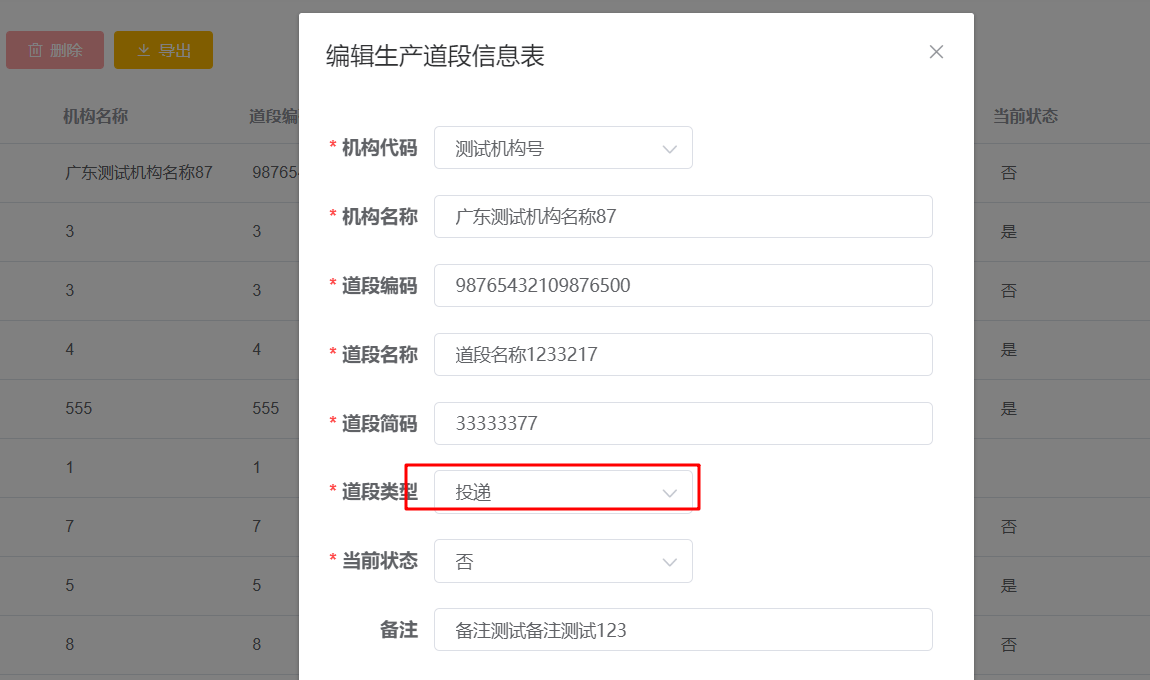 删除 导出
机构名称 道段编
广东测试机构名称87 98765
3 3
3 3
4 4
555 555
1 1
7 7
5 5
8 8
编辑生产道段信息表
* 机构代码 测试机构号
* 机构名称 广东测试机构名称87
* 道段编码 98765432109876500
* 道段名称 道段名称1233217
* 道段简码 33333377
* 道段类型 投递
* 当前状态 否
备注 备注测试备注测试123
当前状态
否
是
否
是
是
否
是
否